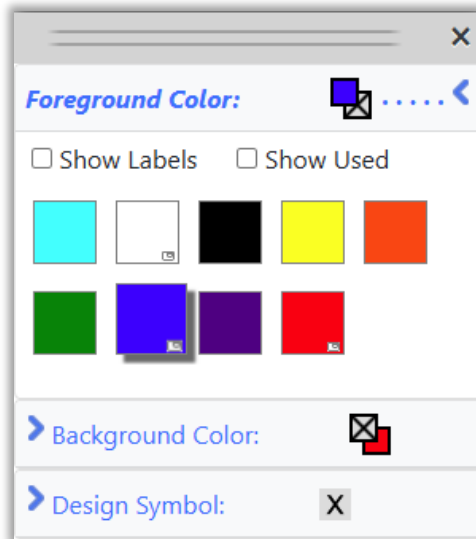 Foreground Color:
Show Labels Show Used
Background Color:
Design Symbol: X